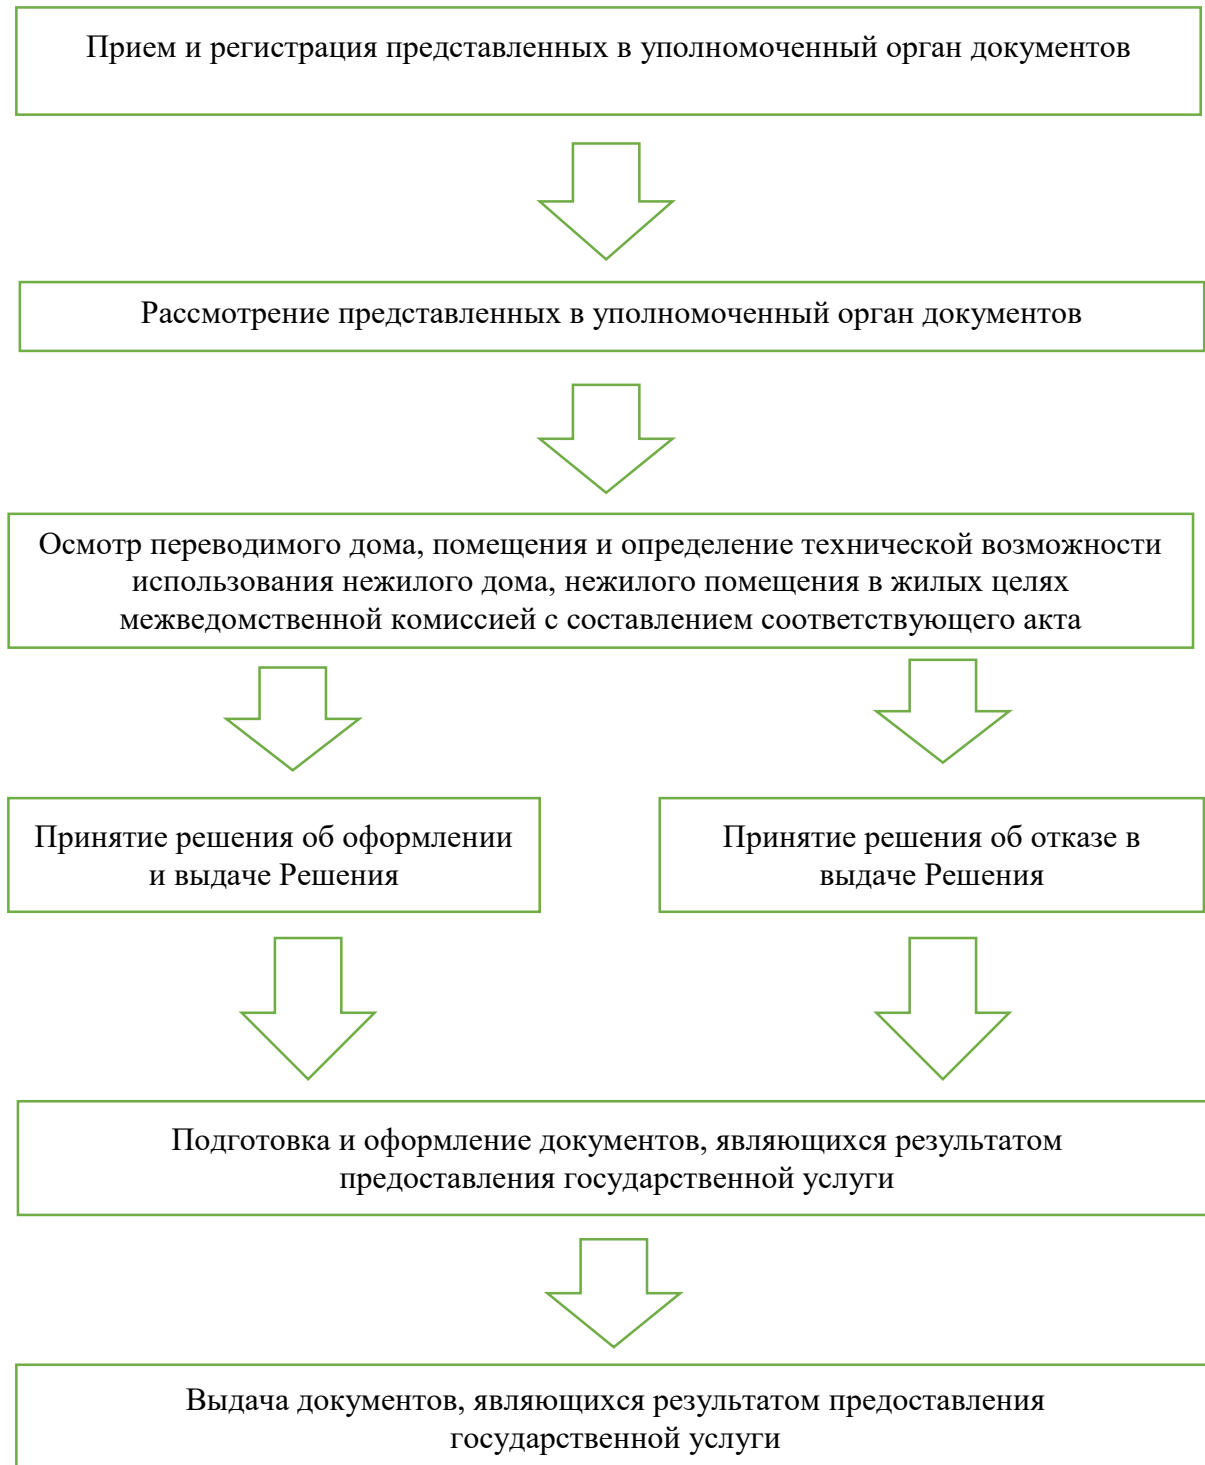 Прием и регистрация представленных в уполномоченный орган документов
Рассмотрение представленных в уполномоченный орган документов
Осмотр переводимого дома, помещения и определение технической возможности
использования нежилого дома, нежилого помещения в жилых целях
межведомственной комиссией с составлением соответствующего акта
Принятие решения об оформлении
и выдаче Решения
Принятие решения об отказе в
выдаче Решения
Подготовка и оформление документов, являющихся результатом
предоставления государственной услуги
Выдача документов, являющихся результатом предоставления
государственной услуги